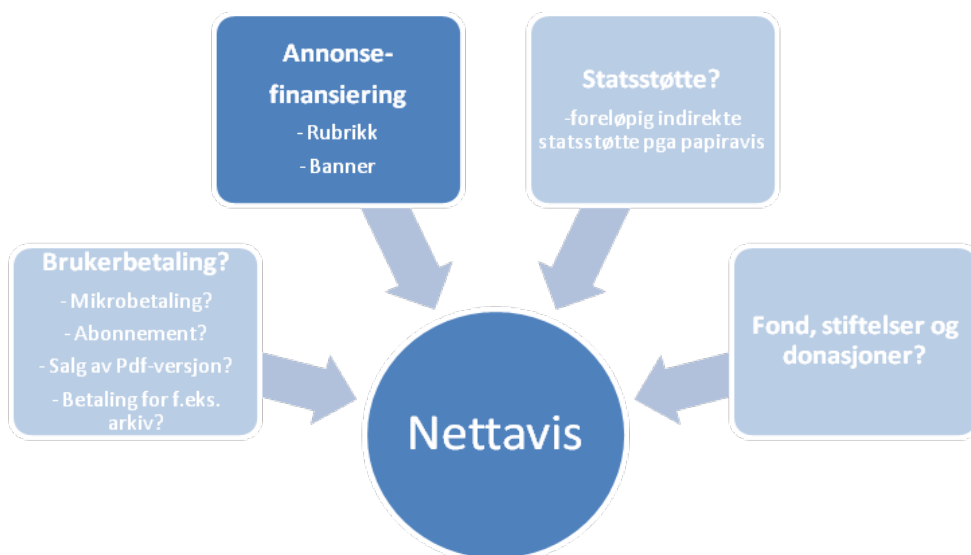 Annonse-
finansiering
- Rubrikk
- Banner
Statsstøtte?
-foreløpig indirekte
statsstøtte pga papiravis
Brukerbetaling?
- Mikrobetaling?
- Abonnement?
- Salg av Pdf-versjon?
- Betaling for f.eks.
arkiv?
Fond, stiftelser og
donasjoner?
Nettavis